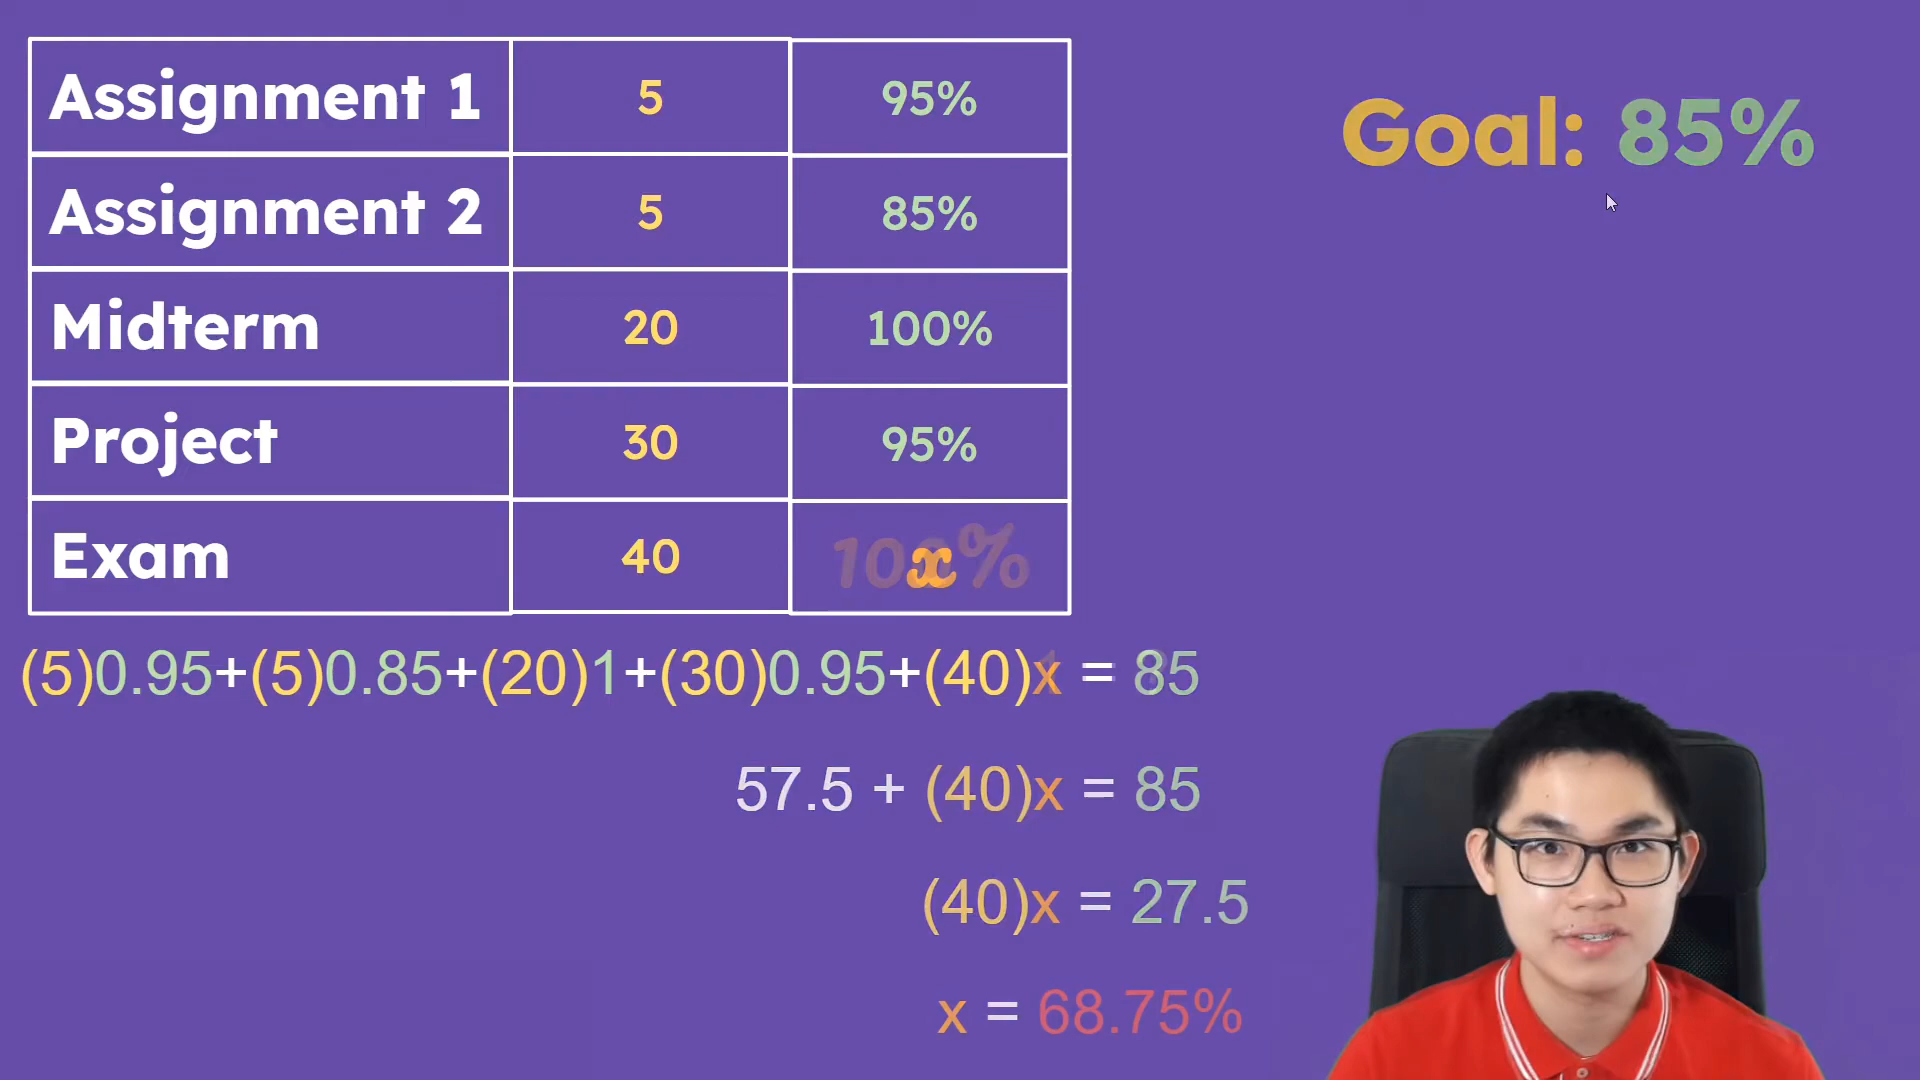 Assignment 1 5 95%
Goal: 85%
Assignment 2 5 85%
Midterm 20 100%
Project 30 95%
Exam 40 100% x
(5)0.95+(5)0.85+(20)1+(30)0.95+(40)x = 85
57.5 + (40)x = 85
(40)x = 27.5
x = 68.75%